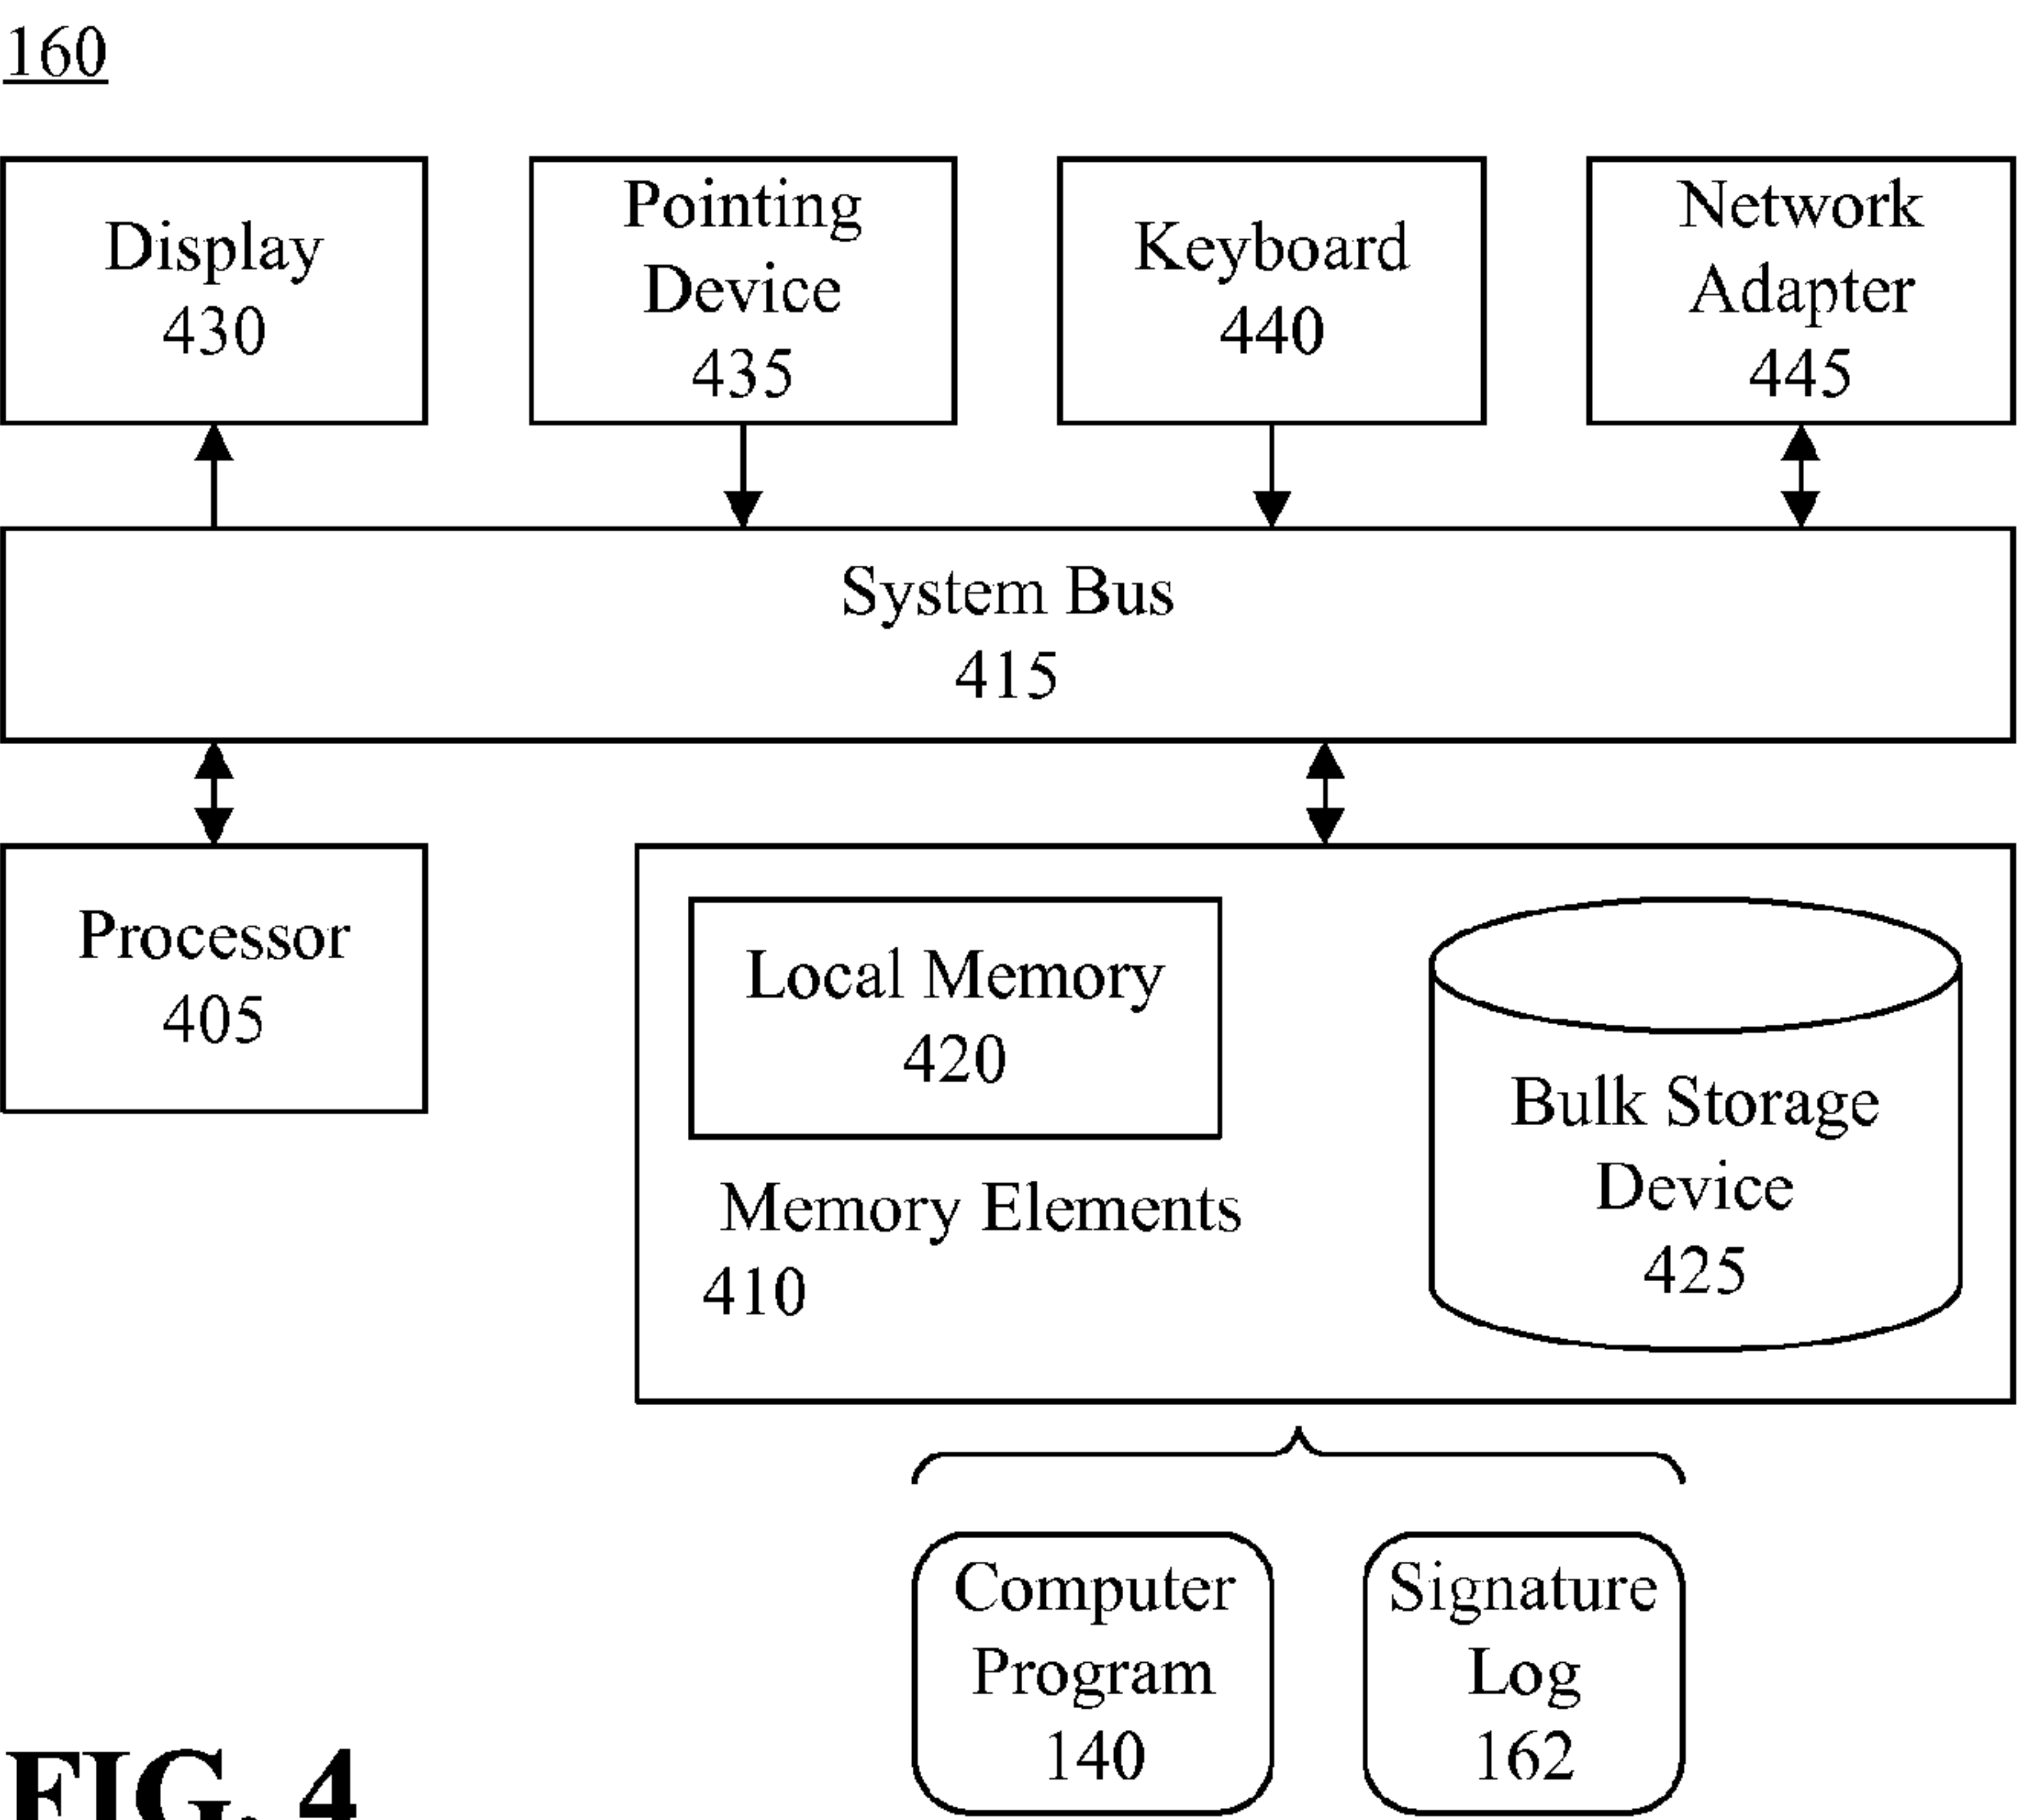 160
Display
430
Pointing
Device
435
Keyboard
440
Network
Adapter
445
System Bus
415
Processor
405
Local Memory
420
Memory Elements
410
Bulk Storage
Device
425
Computer
Program
140
Signature
Log
162
FIG. 4